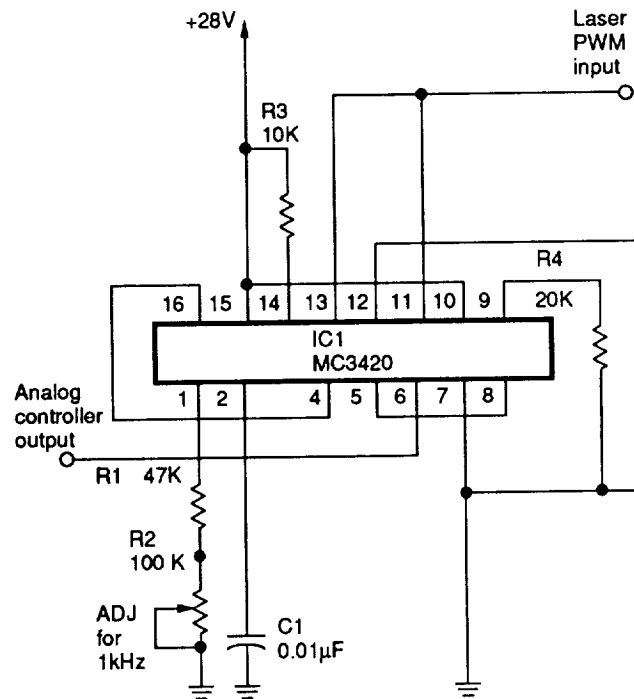 +28V
Laser
PWM
input
R3
10K
R4
16 15 14 13 12 11 10 9 20K
IC1
MC3420
1 2 4 5 6 7 8
Analog
controller
output
R1 47K
R2
100 K
ADJ
for
1kHz
C1
0.01µF